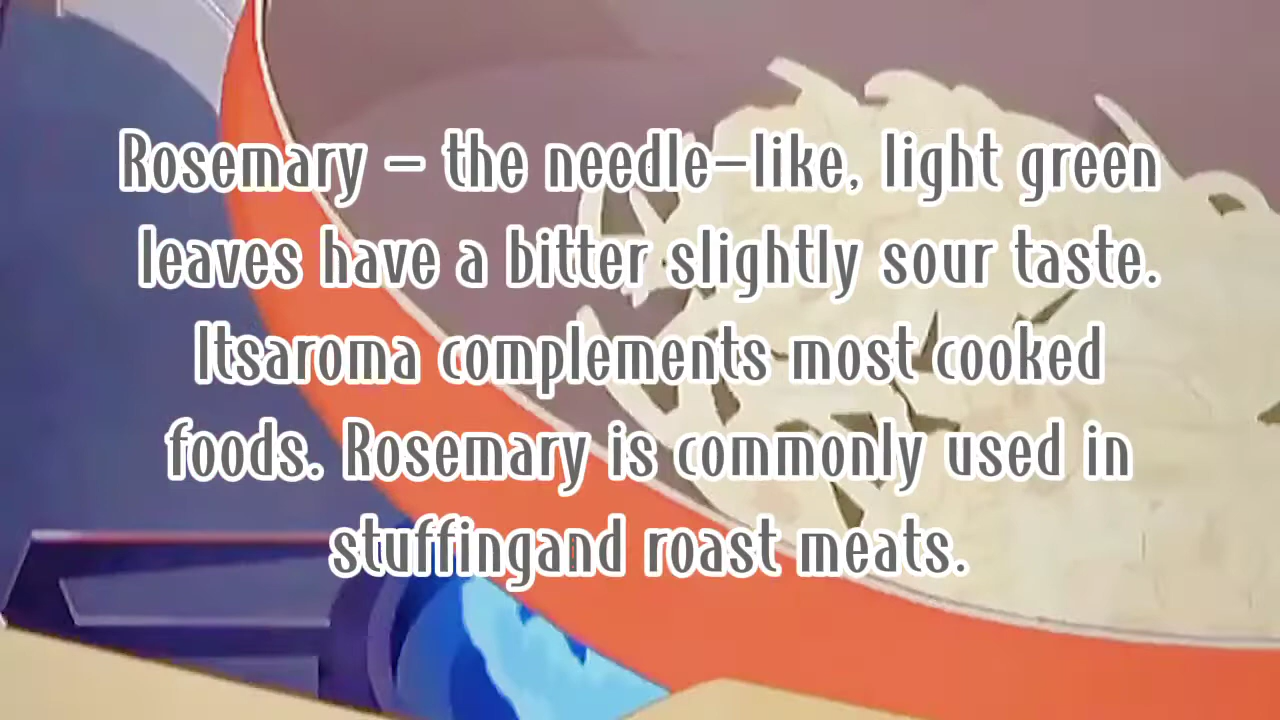 Rosemary – the needle-like, light green
leaves have a bitter slightly sour taste.
Itsaroma complements most cooked
foods. Rosemary is commonly used in
stuffingand roast meats.